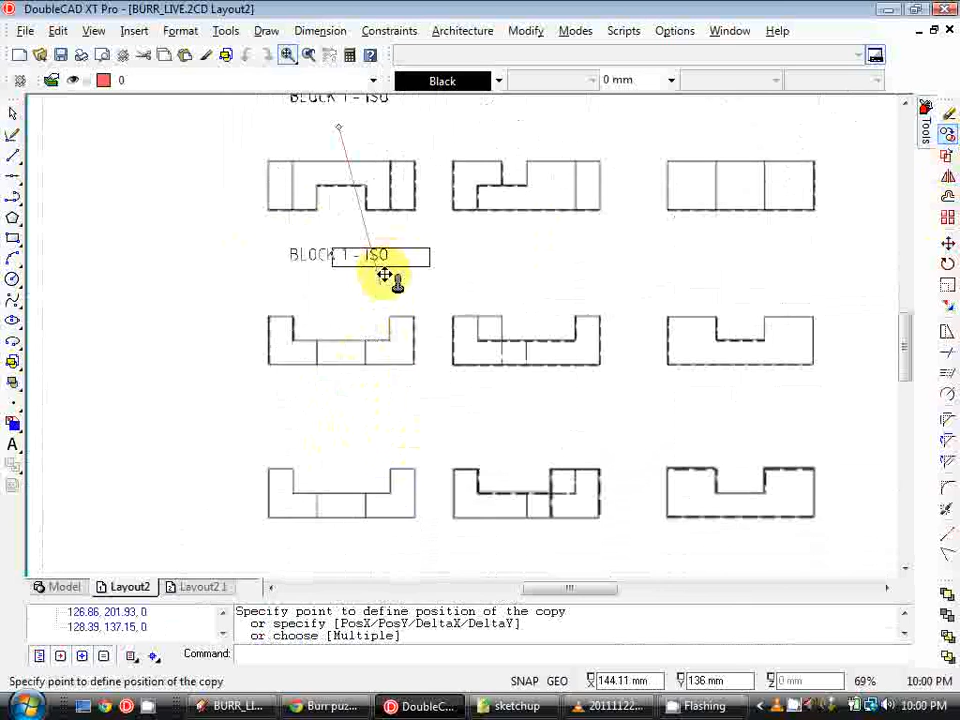 DoubleCAD XT Pro - [BURR_LIVE.2CD Layout2]
File Edit View Insert Format Tools Draw Dimension Constraints Architecture Modify Modes Scripts Options Window Help
0 Black 0 mm
BLOCK 1 - ISO
BLOCK 1 - ISO
Tools
A
Model Layout2 Layout2 1
126.86, 201.93, 0
128.39, 137.15, 0
Specify point to define position of the copy
or specify [PosX/PosY/DeltaX/DeltaY]
or choose [Multiple]
Command:
Specify point to define position of the copy SNAP GEO X 144.11 mm Y 136 mm Z 0 mm 69% 10:00 PM
BURR_LI... Burr puz... DoubleC... sketchup 20111122... Flashing 10:00 PM